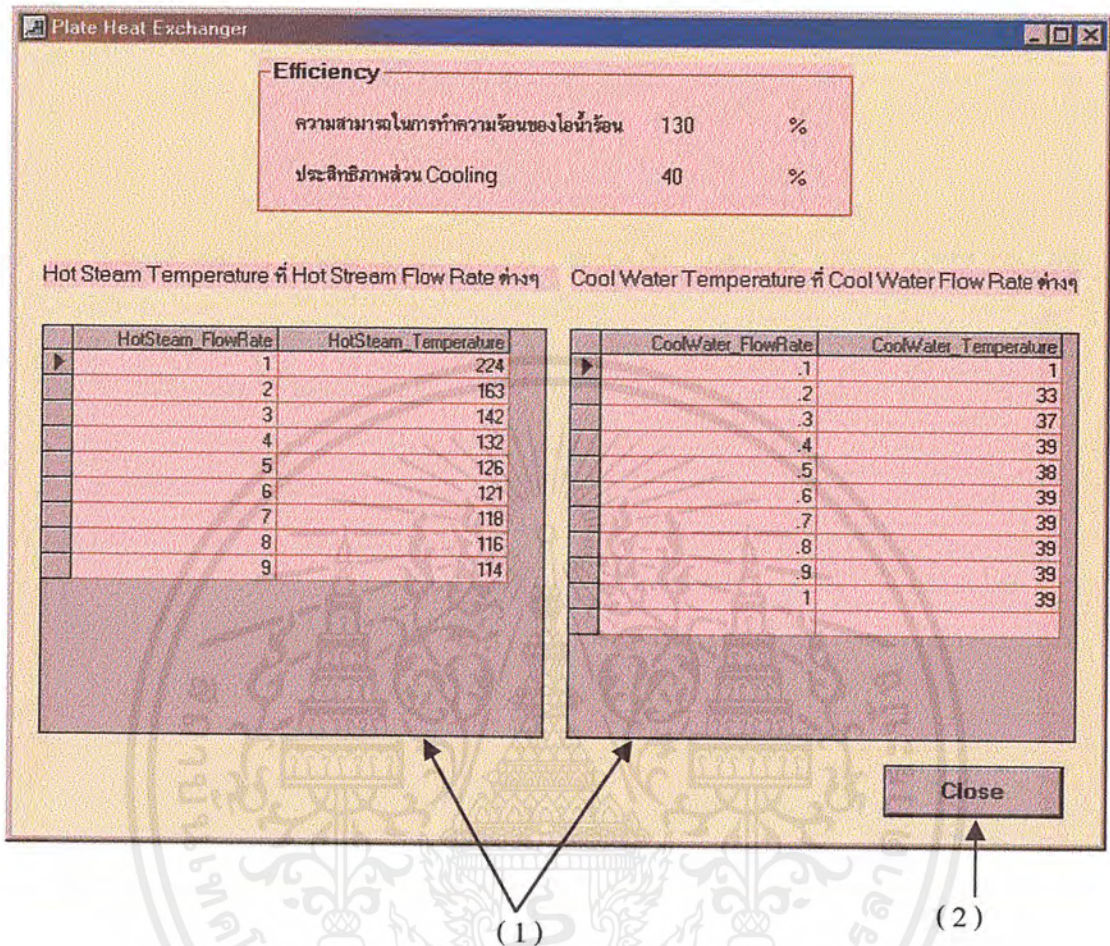 Plate Heat Exchanger
Efficiency
ความสามารถในการทำความร้อนของไอน้ำร้อน 130 %
ประสิทธิภาพส่วน Cooling 40 %
Hot Steam Temperature ที่ Hot Stream Flow Rate ต่างๆ
HotSteam_FlowRate HotSteam_Temperature
1 224
2 163
3 142
4 132
5 126
6 121
7 118
8 116
9 114
Cool Water Temperature ที่ Cool Water Flow Rate ต่างๆ
CoolWater_FlowRate CoolWater_Temperature
.1 1
.2 33
.3 37
.4 39
.5 38
.6 39
.7 39
.8 39
.9 39
1 39
Close
(1)
(2)